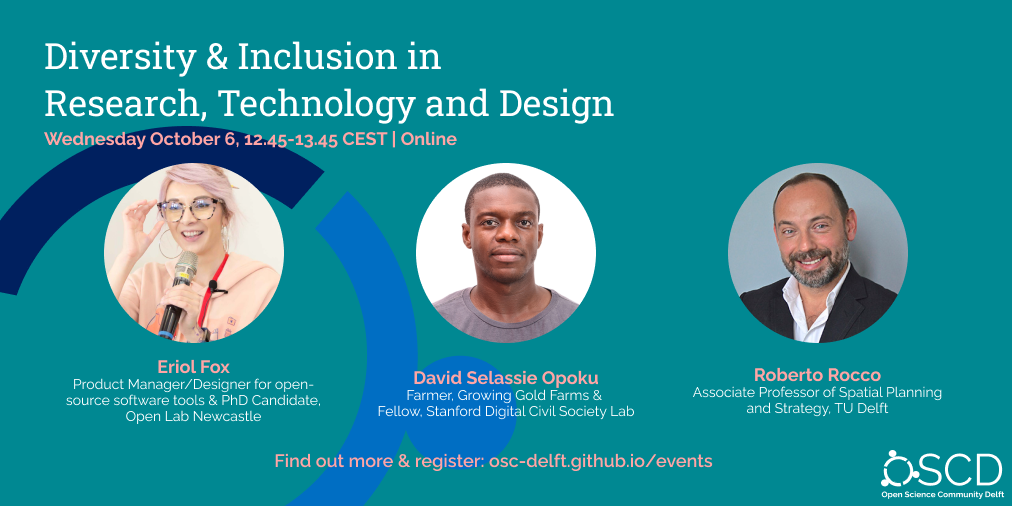 Diversity & Inclusion in
Research, Technology and Design
Wednesday October 6, 12.45-13.45 CEST | Online
Eriol Fox
Product Manager/Designer for open-
source software tools & PhD Candidate,
Open Lab Newcastle
David Selassie Opoku
Farmer, Growing Gold Farms &
Fellow, Stanford Digital Civil Society Lab
Roberto Rocco
Associate Professor of Spatial Planning
and Strategy, TU Delft
Find out more & register: osc-delft.github.io/events
OSCD
Open Science Community Delft